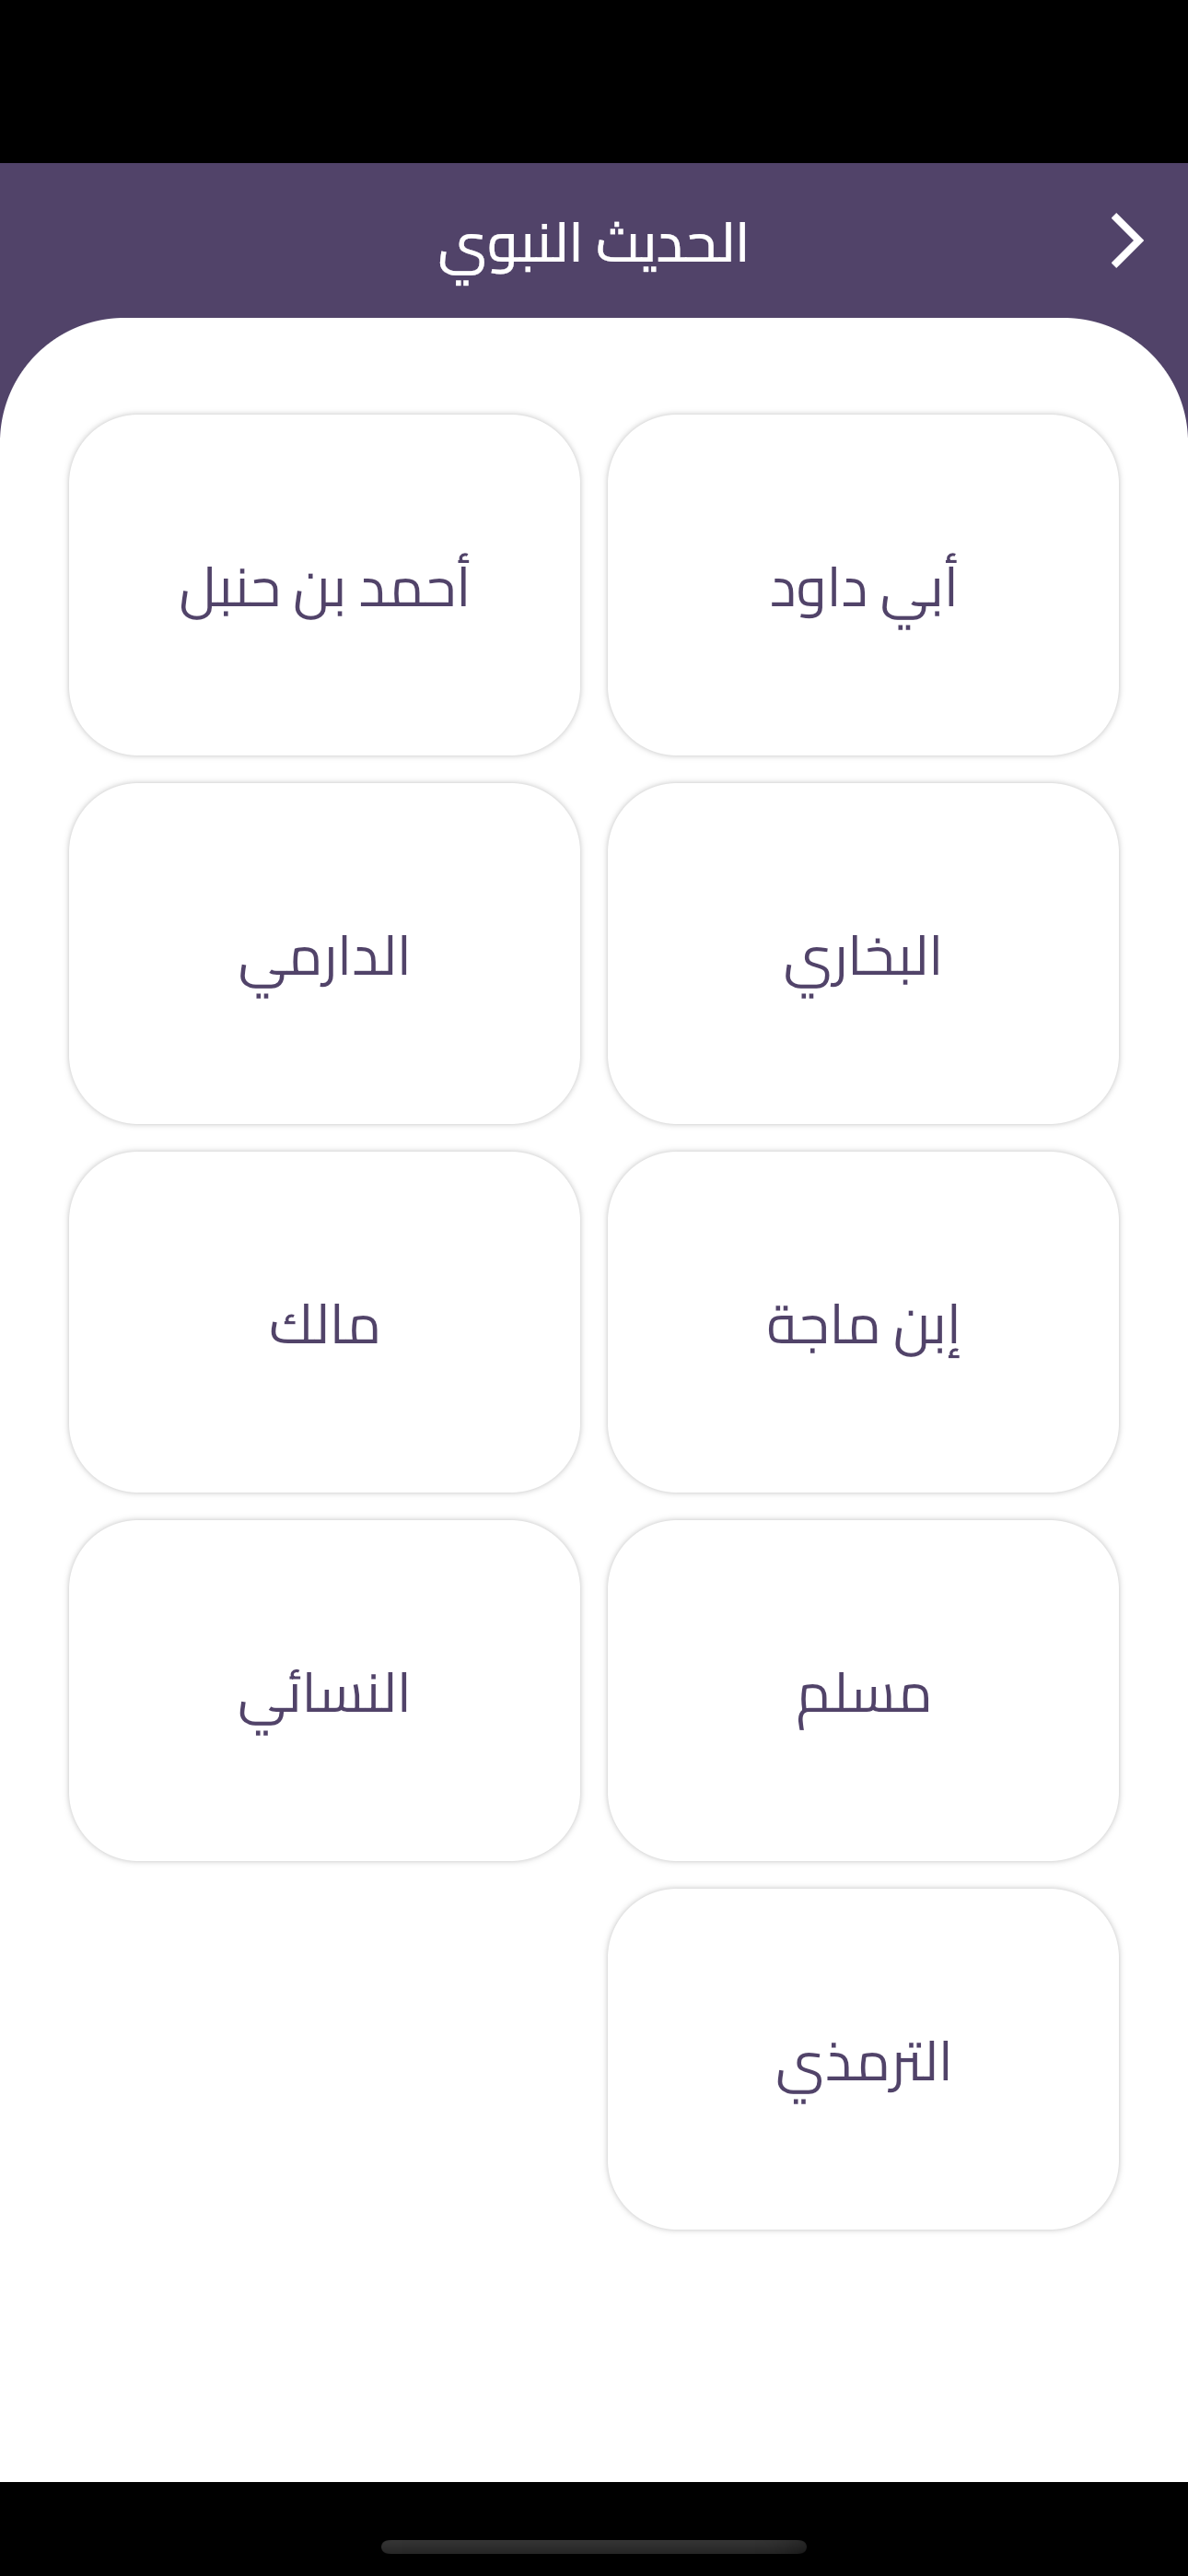 الحديث النبوي
أبي داود
أحمد بن حنبل
البخاري
الدارمي
إبن ماجة
مالك
مسلم
النسائي
الترمذي